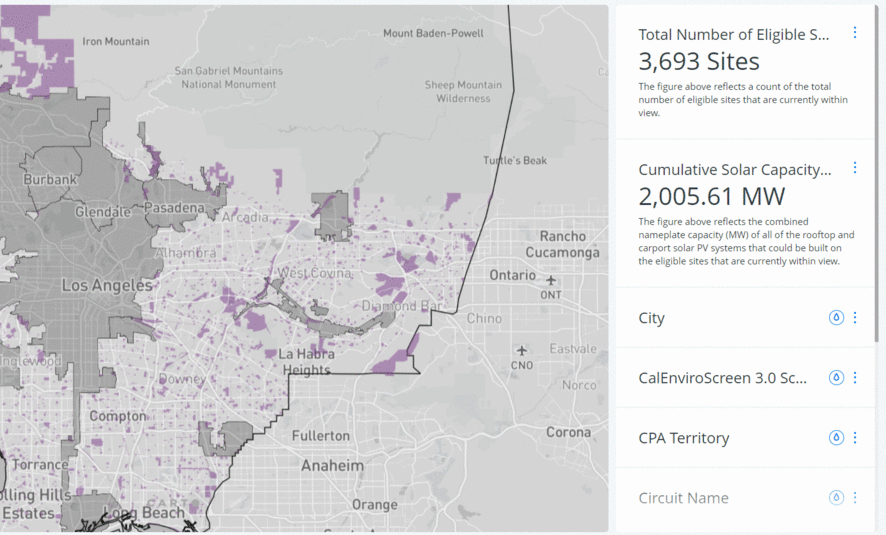 Iron Mountain
Mount Baden-Powell
San Gabriel Mountains
National Monument
Sheep Mountain
Wilderness
Turtle's Beak
Burbank
Glendale
Pasadena
Arcadia
Rancho
Cucamonga
Alhambra
West Covina
Ontario
ONT
Los Angeles
Diamond Bar
Chino
Inglewood
La Habra
Heights
Eastvale
CNO
Downey
Norco
Compton
Fullerton
Corona
Anaheim
Torrance
olling Hills
Estates
Long Beach
CARTO
Orange
Total Number of Eligible S...
3,693 Sites
The figure above reflects a count of the total
number of eligible sites that are currently within
view.
Cumulative Solar Capacity...
2,005.61 MW
The figure above reflects the combined
nameplate capacity (MW) of all of the rooftop and
carport solar PV systems that could be built on
the eligible sites that are currently within view.
City
CalEnviroScreen 3.0 Sc...
CPA Territory
Circuit Name